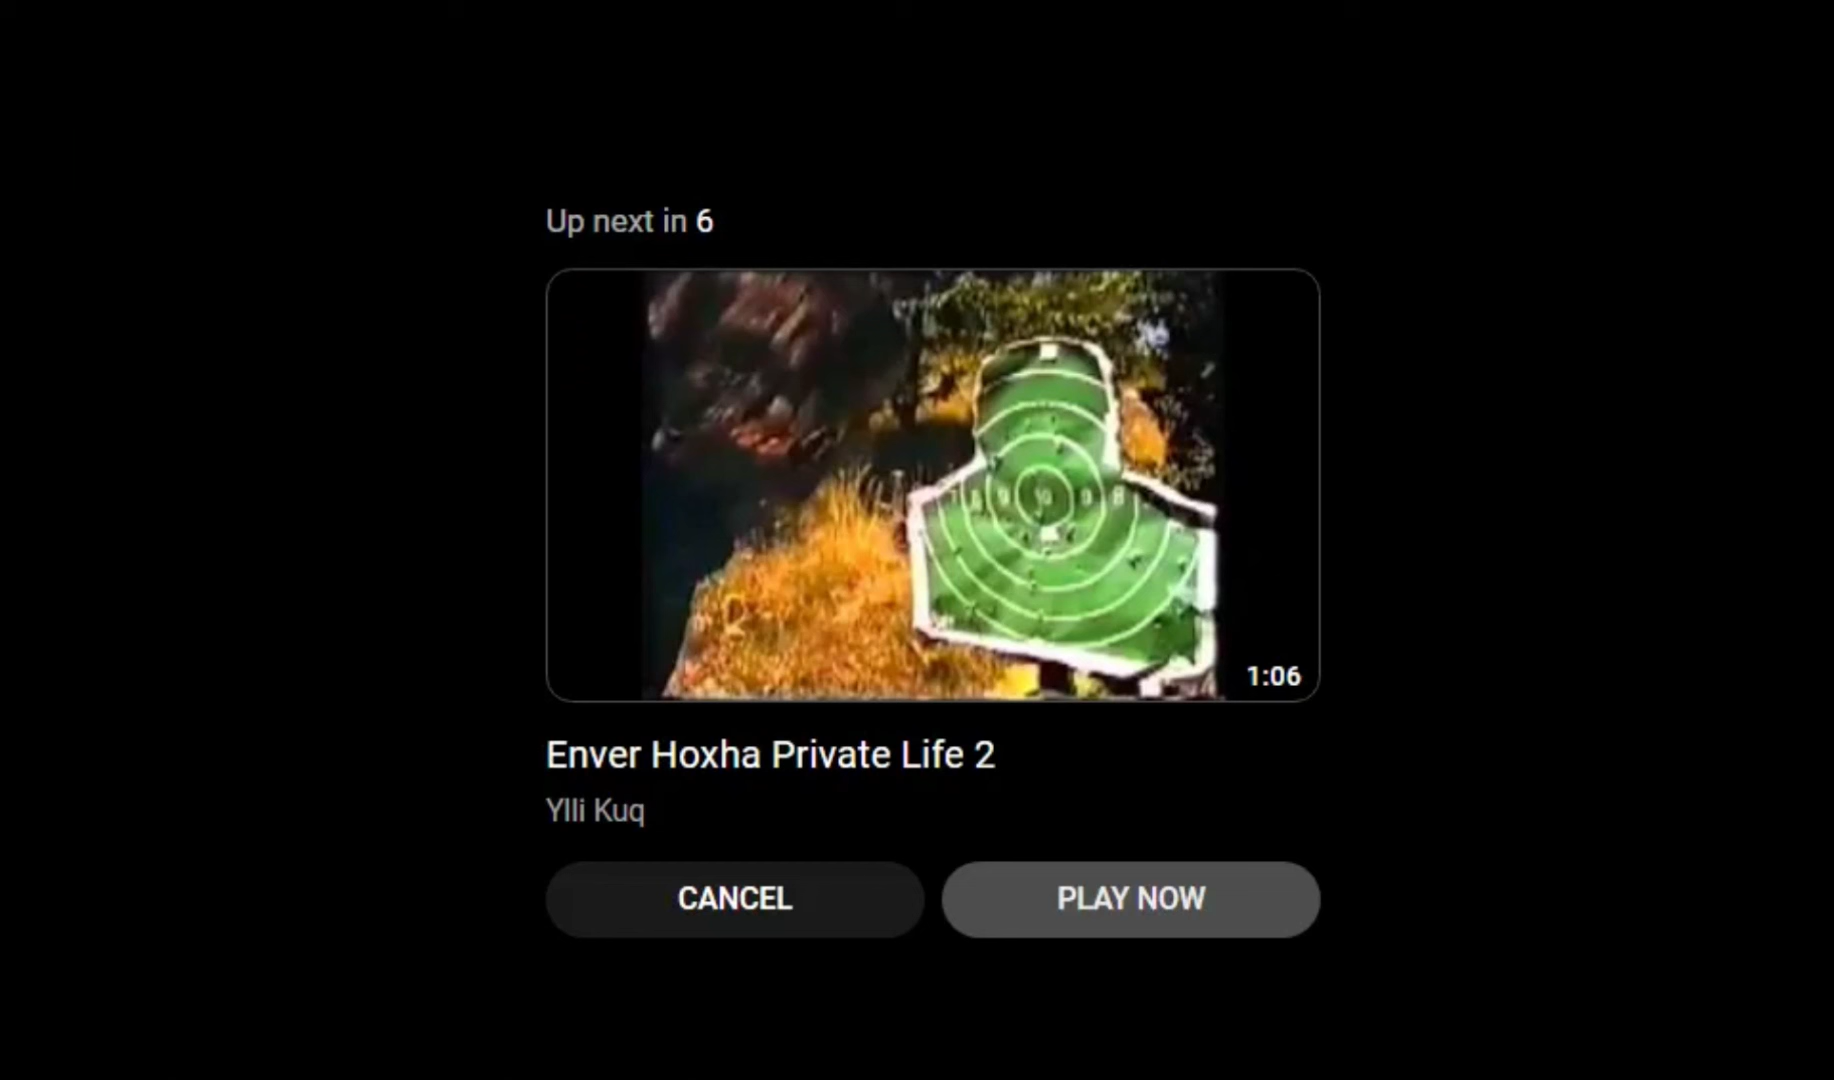 Up next in 6
1:06
Enver Hoxha Private Life 2
Ylli Kuq
CANCEL
PLAY NOW